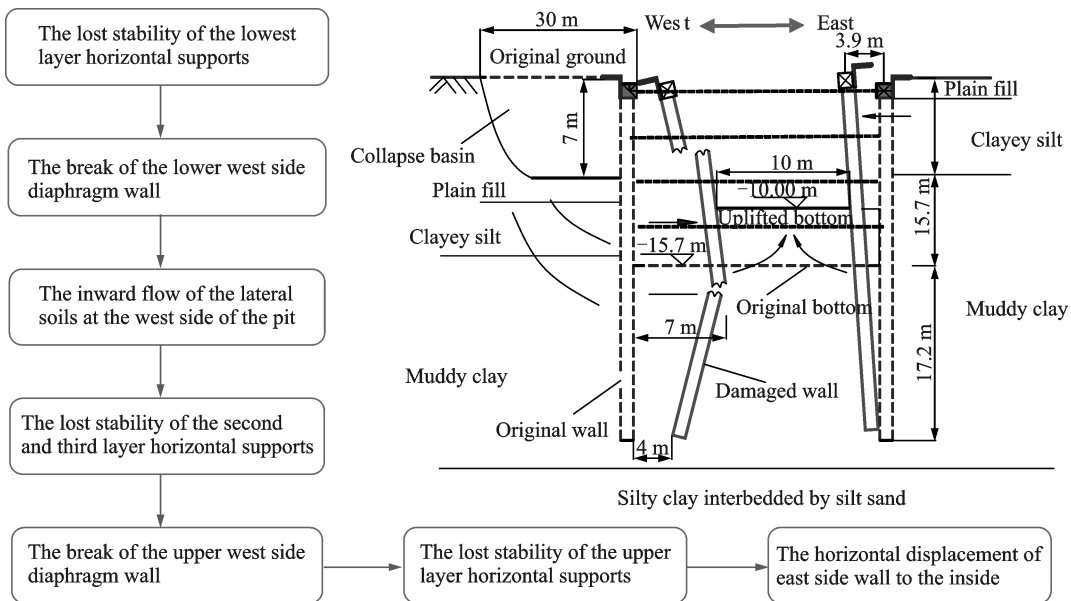 The lost stability of the lowest
layer horizontal supports
The break of the lower west side
diaphragm wall
The inward flow of the lateral
soils at the west side of the pit
The lost stability of the second
and third layer horizontal supports
The break of the upper west side
diaphragm wall
The lost stability of the upper
layer horizontal supports
The horizontal displacement of
east side wall to the inside
30 m
West
East
3.9 m
Original ground
Plain fill
7 m
Clayey silt
Collapse basin
10 m
Plain fill
−10.00 m
Uplifted bottom
15.7 m
Clayey silt
−15.7 m
Original bottom
Muddy clay
7 m
17.2 m
Muddy clay
Damaged wall
Original wall
4 m
Silty clay interbedded by silt sand